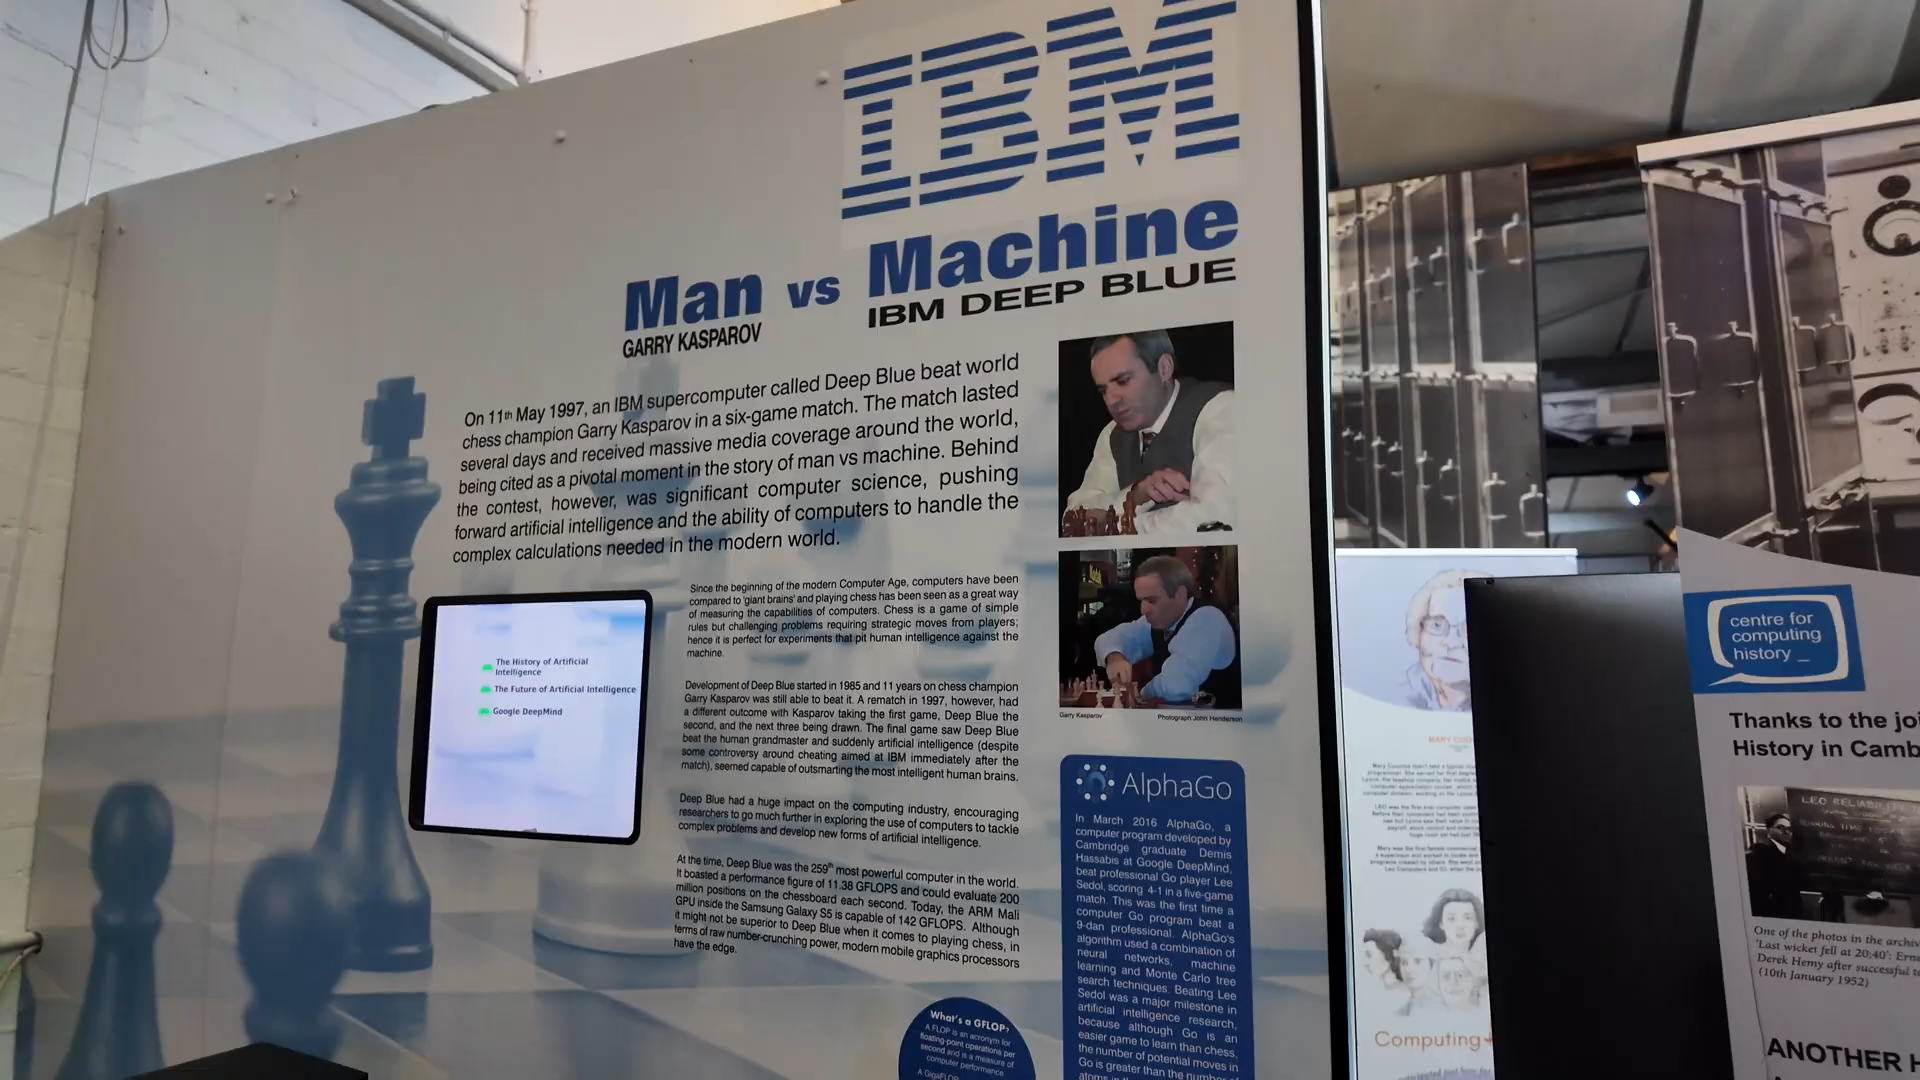 IBM
Man vs Machine
GARRY KASPAROV
IBM DEEP BLUE
On 11th May 1997, an IBM supercomputer called Deep Blue beat world
chess champion Garry Kasparov in a six-game match. The match lasted
several days and received massive media coverage around the world,
being cited as a pivotal moment in the story of man vs machine. Behind
the contest, however, was significant computer science, pushing
forward artificial intelligence and the ability of computers to handle the
complex calculations needed in the modern world.
Since the beginning of the modern Computer Age, computers have been
compared to 'giant brains' and playing chess has been seen as a great way
of measuring the capabilities of computers. Chess is a game of simple
rules but challenging problems requiring strategic moves from players;
hence it is perfect for experiments that pit human intelligence against the
machine.
Development of Deep Blue started in 1985 and 11 years on chess champion
Garry Kasparov was still able to beat it. A rematch in 1997, however, had
a different outcome with Kasparov taking the first game, Deep Blue the
second, and the next three being drawn. The final game saw Deep Blue
beat the human grandmaster and suddenly artificial intelligence (despite
some controversy around cheating aimed at IBM immediately after the
match), seemed capable of outsmarting the most intelligent human brains.
Deep Blue had a huge impact on the computing industry, encouraging
researchers to go much further in exploring the use of computers to tackle
complex problems and develop new forms of artificial intelligence.
At the time, Deep Blue was the 259th most powerful computer in the world.
It boasted a performance figure of 11.38 GFLOPS and could evaluate 200
million positions on the chessboard each second. Today, the ARM Mali
GPU inside the Samsung Galaxy S5 is capable of 142 GFLOPS. Although
it might not be superior to Deep Blue when it comes to playing chess, in
terms of raw number-crunching power, modern mobile graphics processors
have the edge.
The History of Artificial
Intelligence
The Future of Artificial Intelligence
Google DeepMind
Garry Kasparov
Photograph John Henderson
AlphaGo
In March 2016 AlphaGo, a
computer program developed by
Cambridge graduate Demis
Hassabis at Google DeepMind,
beat professional Go player Lee
Sedol, scoring 4-1 in a five-game
match. This was the first time a
computer Go program beat a
9-dan professional. AlphaGo's
algorithm used a combination of
neural networks, machine
learning and Monte Carlo tree
search techniques. Beating Lee
Sedol was a major milestone in
artificial intelligence research,
because although Go is an
easier game to learn than chess,
the number of potential moves in
Go is greater than the number of
atoms in the
What's a GFLOP?
A FLOP is an acronym for
floating-point operations per
second and is a measure of
computer performance
A GigaFLOP
MARY COO
Computing
centre for
computing
history _
Thanks to the joi
History in Camb
LEO RELIABILITY
One of the photos in the archiv
'Last wicket fell at 20:40': Erne
Derek Hemy after successful te
(10th January 1952)
ANOTHER H